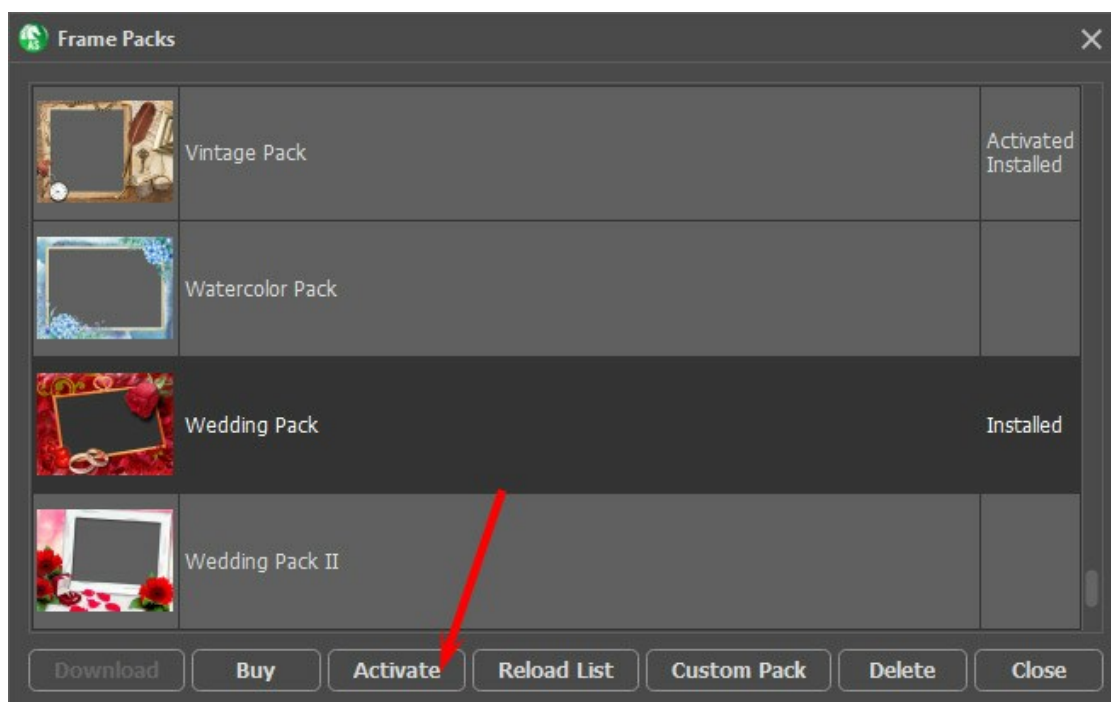 AS
Frame Packs
Vintage Pack
Activated
Installed
Watercolor Pack
Wedding Pack
Installed
Wedding Pack II
Download Buy Activate Reload List Custom Pack Delete Close